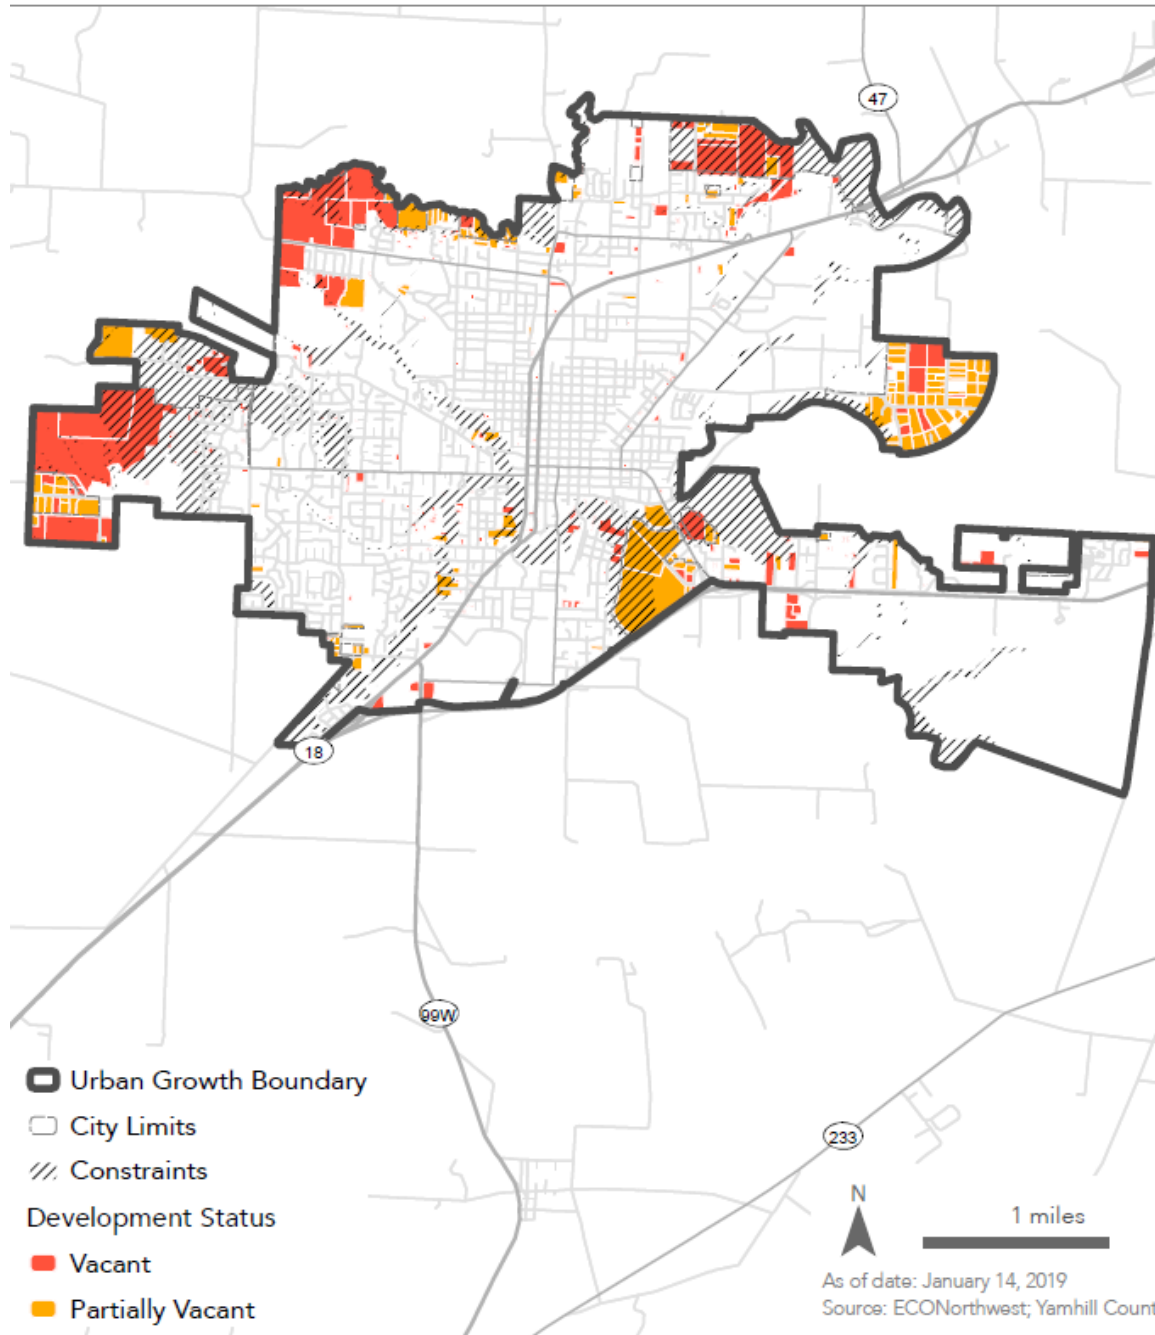 47
18
99W
233
Urban Growth Boundary
City Limits
Constraints
Development Status
Vacant
Partially Vacant
N
1 miles
As of date: January 14, 2019
Source: ECONorthwest; Yamhill Count